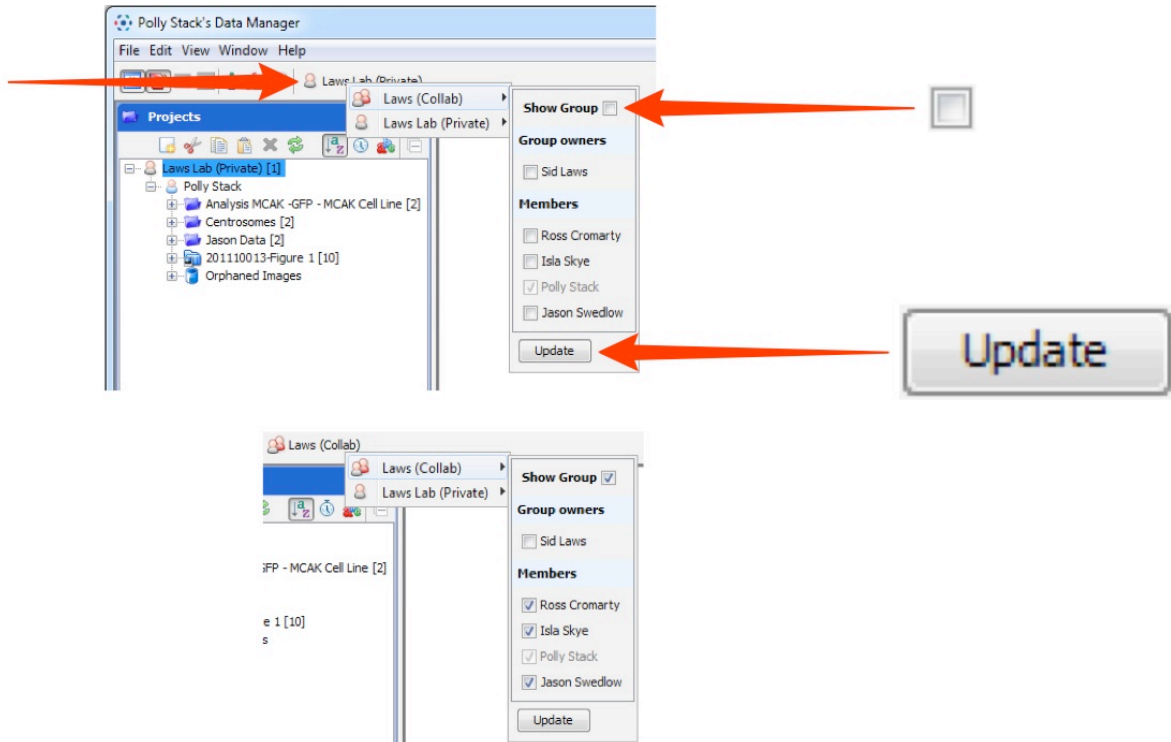 Polly Stack's Data Manager
File Edit View Window Help
Laws Lab (Private)
Laws (Collab)
Laws Lab (Private)
Projects
Laws Lab (Private) [1]
Polly Stack
Analysis MCAK -GFP - MCAK Cell Line [2]
Centrosomes [2]
Jason Data [2]
201110013-Figure 1 [10]
Orphaned Images
Show Group
Group owners
Sid Laws
Members
Ross Cromarty
Isla Skye
Polly Stack
Jason Swedlow
Update
Update
Laws (Collab)
Laws (Collab)
Laws Lab (Private)
GFP - MCAK Cell Line [2]
e 1 [10]
s
Show Group
Group owners
Sid Laws
Members
Ross Cromarty
Isla Skye
Polly Stack
Jason Swedlow
Update